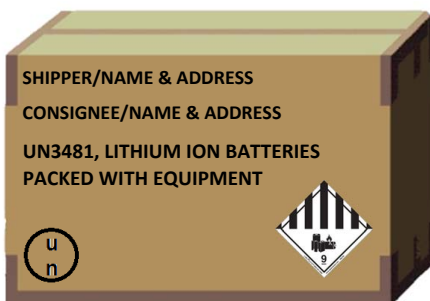 SHIPPER/NAME & ADDRESS
CONSIGNEE/NAME & ADDRESS
UN3481, LITHIUM ION BATTERIES
PACKED WITH EQUIPMENT
u
n
9